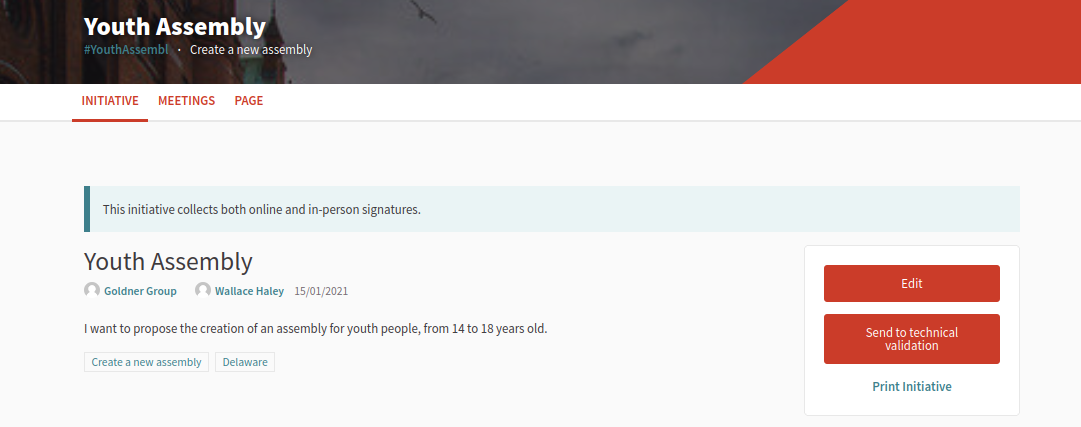 Youth Assembly
#YouthAssembl · Create a new assembly
INITIATIVE MEETINGS PAGE
This initiative collects both online and in-person signatures.
Youth Assembly
Goldner Group Wallace Haley 15/01/2021
I want to propose the creation of an assembly for youth people, from 14 to 18 years old.
Create a new assembly Delaware
Edit
Send to technical
validation
Print Initiative